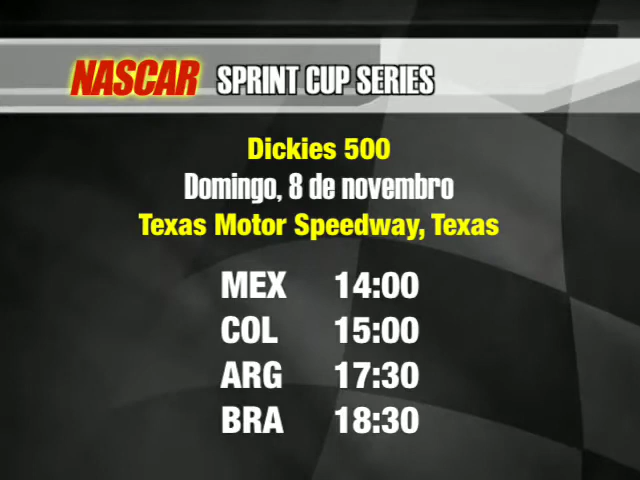 NASCAR SPRINT CUP SERIES
Dickies 500
Domingo, 8 de novembro
Texas Motor Speedway, Texas
MEX 14:00
COL 15:00
ARG 17:30
BRA 18:30